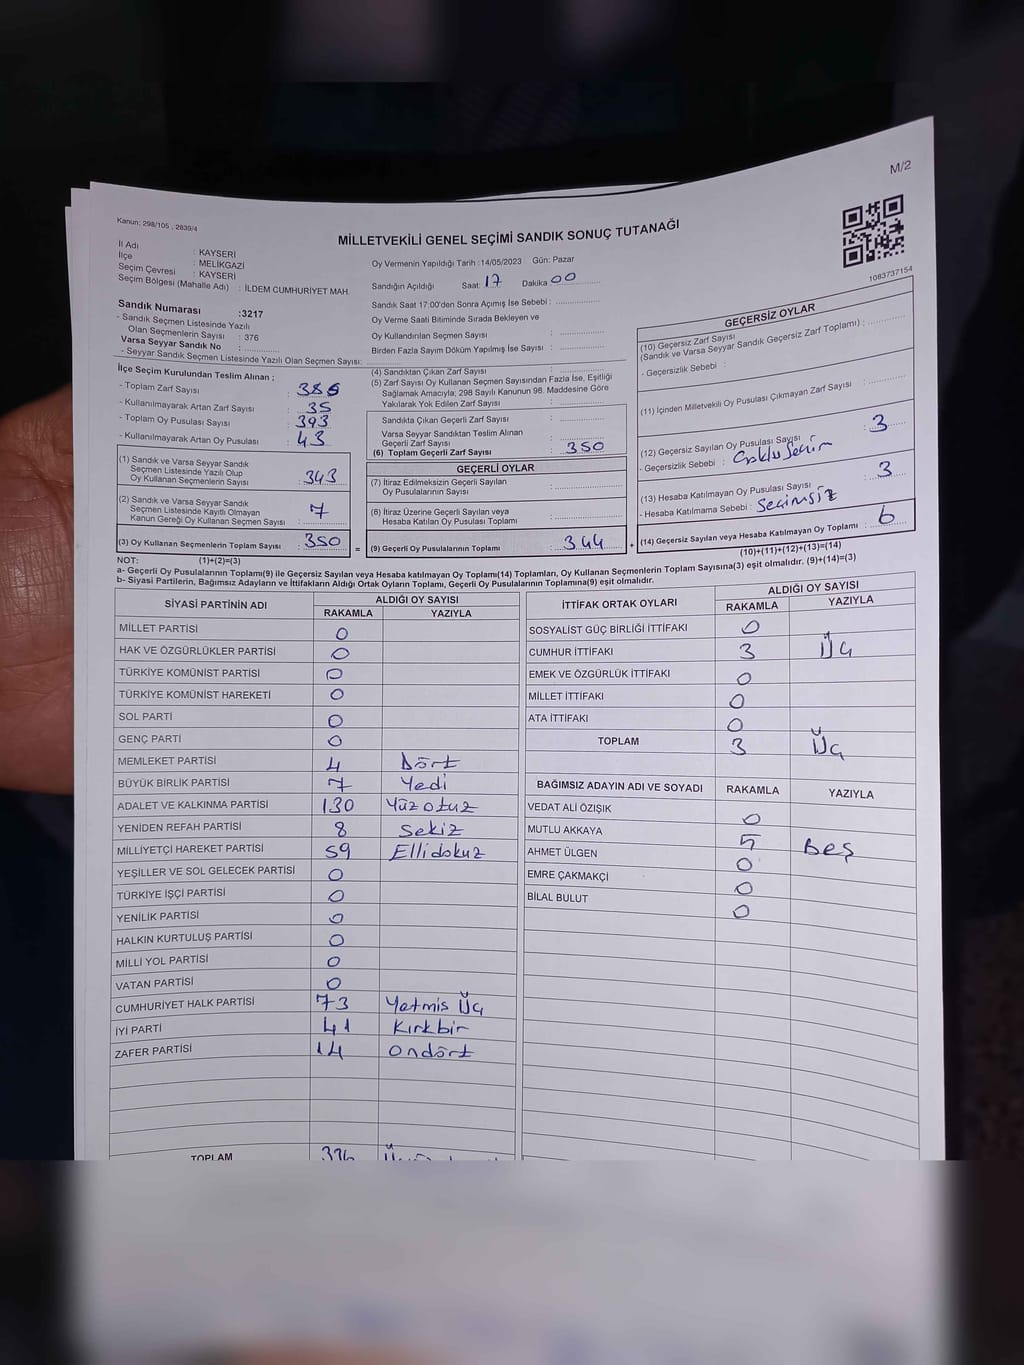 M/2
Kanun: 298/105 , 2839/4
MİLLETVEKİLİ GENEL SEÇİMİ SANDIK SONUÇ TUTANAĞI
1083737154
İl Adı : KAYSERİ
İlçe : MELİKGAZİ
Seçim Çevresi : KAYSERİ
Seçim Bölgesi (Mahalle Adı) : İLDEM CUMHURİYET MAH.
Sandık Numarası :3217
- Sandık Seçmen Listesinde Yazılı
Olan Seçmenlerin Sayısı : 376
Varsa Seyyar Sandık No :
- Seyyar Sandık Seçmen Listesinde Yazılı Olan Seçmen Sayısı:
Oy Vermenin Yapıldığı Tarih :14/05/2023 Gün: Pazar
Sandığın Açıldığı Saat: 17 Dakika 00
Sandık Saat 17:00'den Sonra Açımış İse Sebebi :
Oy Verme Saati Bitiminde Sırada Bekleyen ve
Oy Kullandırılan Seçmen Sayısı :
Birden Fazla Sayım Döküm Yapılmış İse Sayısı :
İlçe Seçim Kurulundan Teslim Alınan ;
- Toplam Zarf Sayısı : 385
- Kullanılmayarak Artan Zarf Sayısı : 35
- Toplam Oy Pusulası Sayısı : 393
- Kullanılmayarak Artan Oy Pusulası : 43
(1) Sandık ve Varsa Seyyar Sandık
Seçmen Listesinde Yazılı Olup
Oy Kullanan Seçmenlerin Sayısı : 343
(2) Sandık ve Varsa Seyyar Sandık
Seçmen Listesinde Kayıtlı Olmayan
Kanun Gereği Oy Kullanan Seçmen Sayısı : 7
(3) Oy Kullanan Seçmenlerin Toplam Sayısı : 350
(1)+(2)=(3)
(4) Sandıktan Çıkan Zarf Sayısı :
(5) Zarf Sayısı Oy Kullanan Seçmen Sayısından Fazla İse, Eşitliği
Sağlamak Amacıyla; 298 Sayılı Kanunun 98. Maddesine Göre
Yakılarak Yok Edilen Zarf Sayısı :
Sandıkta Çıkan Geçerli Zarf Sayısı :
Varsa Seyyar Sandıktan Teslim Alınan
Geçerli Zarf Sayısı :
(6) Toplam Geçerli Zarf Sayısı : 350
GEÇERLİ OYLAR
(7) İtiraz Edilmeksizin Geçerli Sayılan
Oy Pusulalarının Sayısı :
(8) İtiraz Üzerine Geçerli Sayılan veya
Hesaba Katılan Oy Pusulası Toplamı :
= (9) Geçerli Oy Pusulalarının Toplamı : 344
GEÇERSİZ OYLAR
(10) Geçersiz Zarf Sayısı
(Sandık ve Varsa Seyyar Sandık Geçersiz Zarf Toplamı) :
- Geçersizlik Sebebi :
(11) İçinden Milletvekili Oy Pusulası Çıkmayan Zarf Sayısı :
(12) Geçersiz Sayılan Oy Pusulası Sayısı : 3
- Geçersizlik Sebebi :
(13) Hesaba Katılmayan Oy Pusulası Sayısı : 3
- Hesaba Katılmama Sebebi : Seçimsiz
+ (14) Geçersiz Sayılan veya Hesaba Katılmayan Oy Toplamı : 6
(10)+(11)+(12)+(13)=(14)
NOT:
a- Geçerli Oy Pusulalarının Toplamı(9) ile Geçersiz Sayılan veya Hesaba katılmayan Oy Toplam(14) Toplamları, Oy Kullanan Seçmenlerin Toplam Sayısına(3) eşit olmalıdır. (9)+(14)=(3)
b- Siyasi Partilerin, Bağımsız Adayların ve İttifakların Aldığı Ortak Oyların Toplamı, Geçerli Oy Pusulalarının Toplamına(9) eşit olmalıdır.
SİYASİ PARTİNİN ADI ALDIĞI OY SAYISI
RAKAMLA YAZIYLA
MİLLET PARTİSİ 0
HAK VE ÖZGÜRLÜKLER PARTİSİ 0
TÜRKİYE KOMÜNİST PARTİSİ 0
TÜRKİYE KOMÜNİST HAREKETİ 0
SOL PARTİ 0
GENÇ PARTİ 0
MEMLEKET PARTİSİ 4 Dört
BÜYÜK BİRLİK PARTİSİ 7 Yedi
ADALET VE KALKINMA PARTİSİ 130 Yüzotuz
YENİDEN REFAH PARTİSİ 8 Sekiz
MİLLİYETÇİ HAREKET PARTİSİ 59 Ellidokuz
YEŞİLLER VE SOL GELECEK PARTİSİ 0
TÜRKİYE İŞÇİ PARTİSİ 0
YENİLİK PARTİSİ 0
HALKIN KURTULUŞ PARTİSİ 0
MİLLİ YOL PARTİSİ 0
VATAN PARTİSİ 0
CUMHURİYET HALK PARTİSİ 73 Yetmis Üç
İYİ PARTİ 41 Kırkbir
ZAFER PARTİSİ 14 Ondört
TOPLAM 336
İTTİFAK ORTAK OYLARI ALDIĞI OY SAYISI
RAKAMLA YAZIYLA
SOSYALİST GÜÇ BİRLİĞİ İTTİFAKI 0
CUMHUR İTTİFAKI 3 Üç
EMEK VE ÖZGÜRLÜK İTTİFAKI 0
MİLLET İTTİFAKI 0
ATA İTTİFAKI 0
TOPLAM 3 Üç
BAĞIMSIZ ADAYIN ADI VE SOYADI RAKAMLA YAZIYLA
VEDAT ALİ ÖZIŞIK 0
MUTLU AKKAYA 5 Beş
AHMET ÜLGEN 0
EMRE ÇAKMAKÇİ 0
BİLAL BULUT 0